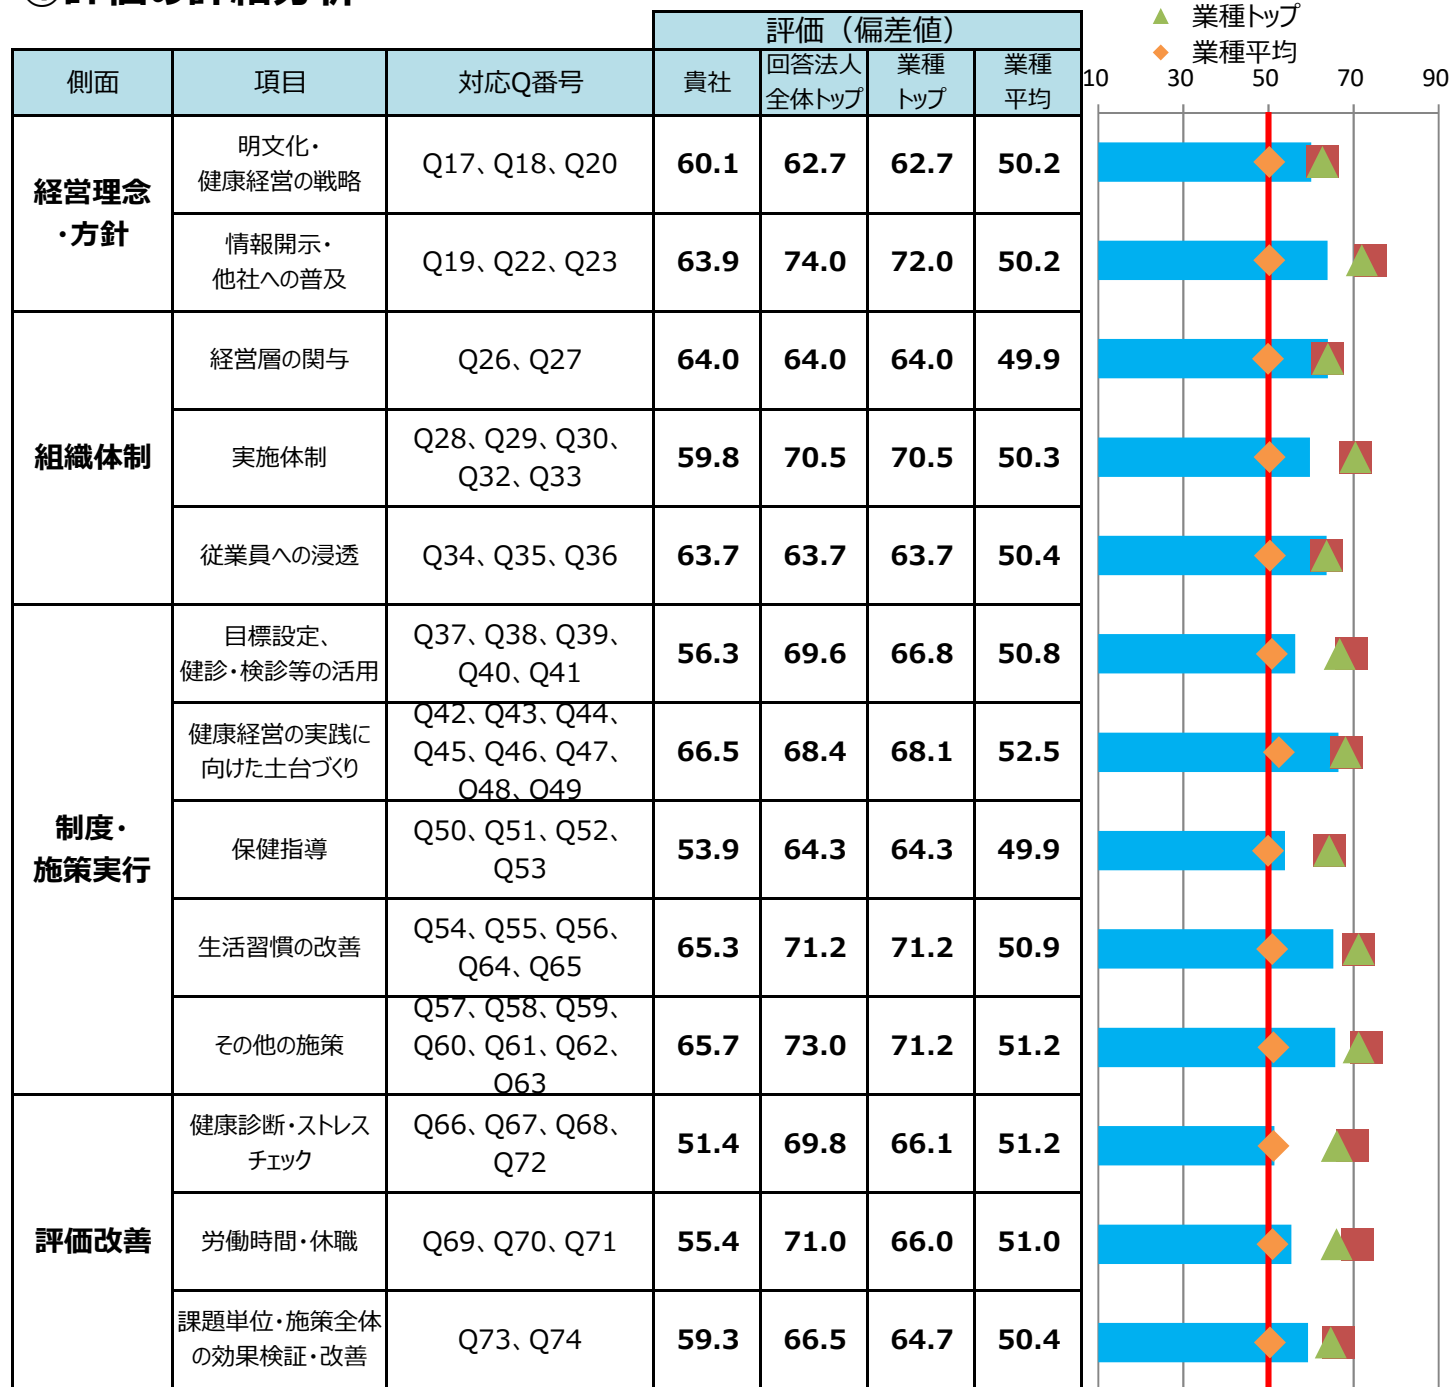 評価（偏差値）
▲ 業種トップ
◆ 業種平均
側面 項目 対応Q番号 貴社 回答法人 業種 業種
全体トップ トップ 平均
10 30 50 70 90
経営理念
・方針
明文化・
健康経営の戦略
Q17、Q18、Q20 60.1 62.7 62.7 50.2
情報開示・
他社への普及
Q19、Q22、Q23 63.9 74.0 72.0 50.2
組織体制
経営層の関与 Q26、Q27 64.0 64.0 64.0 49.9
実施体制
Q28、Q29、Q30、
Q32、Q33
59.8 70.5 70.5 50.3
従業員への浸透 Q34、Q35、Q36 63.7 63.7 63.7 50.4
制度・
施策実行
目標設定、
健診・検診等の活用
Q37、Q38、Q39、
Q40、Q41
56.3 69.6 66.8 50.8
健康経営の実践に
向けた土台づくり
Q42、Q43、Q44、
Q45、Q46、Q47、
Q48、Q49
66.5 68.4 68.1 52.5
保健指導
Q50、Q51、Q52、
Q53
53.9 64.3 64.3 49.9
生活習慣の改善
Q54、Q55、Q56、
Q64、Q65
65.3 71.2 71.2 50.9
その他の施策
Q57、Q58、Q59、
Q60、Q61、Q62、
Q63
65.7 73.0 71.2 51.2
評価改善
健康診断・ストレス
チェック
Q66、Q67、Q68、
Q72
51.4 69.8 66.1 51.2
労働時間・休職 Q69、Q70、Q71 55.4 71.0 66.0 51.0
課題単位・施策全体
の効果検証・改善
Q73、Q74 59.3 66.5 64.7 50.4